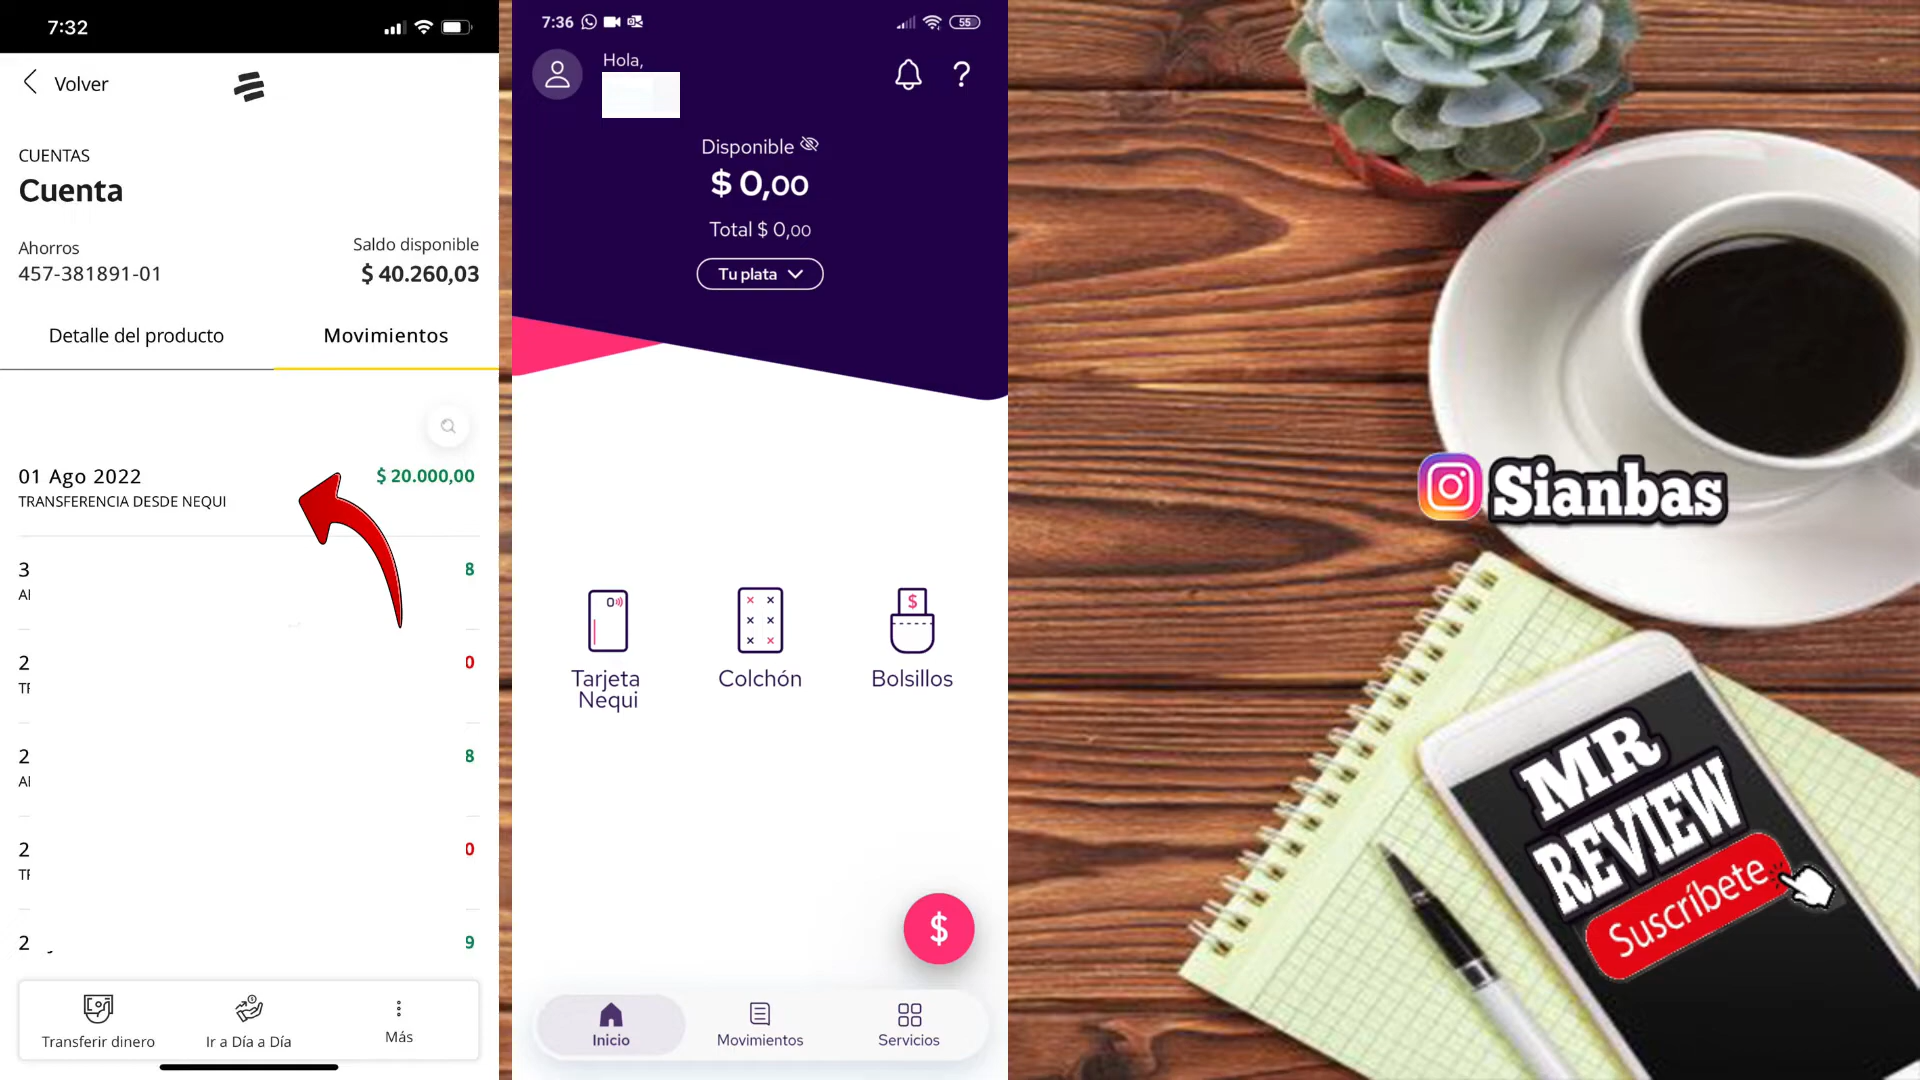 7:32
Volver
CUENTAS
Cuenta
Ahorros
Saldo disponible
457-381891-01
$ 40.260,03
Detalle del producto
Movimientos
01 Ago 2022
$ 20.000,00
TRANSFERENCIA DESDE NEQUI
3
8
AI
2
0
2
8
AI
2
0
2
9
Transferir dinero
Ir a Día a Día
Más
7:36
55
Hola,
Disponible
$ 0,00
Total $ 0,00
Tu plata
Tarjeta
Nequi
Colchón
Bolsillos
$
Inicio
Movimientos
Servicios
Sianbas
MR
REVIEW
Suscríbete